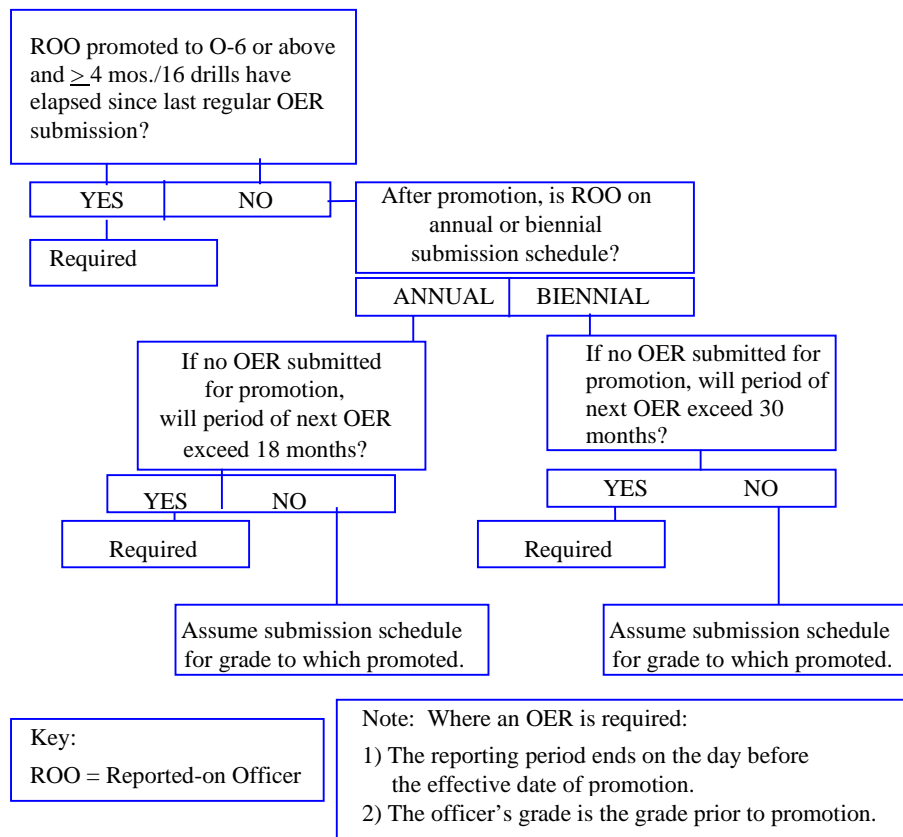 ROO promoted to O-6 or above
and > 4 mos./16 drills have
elapsed since last regular OER
submission?
YES NO
Required
After promotion, is ROO on
annual or biennial
submission schedule?
ANNUAL BIENNIAL
If no OER submitted
for promotion,
will period of next OER
exceed 18 months?
YES NO
Required
Assume submission schedule
for grade to which promoted.
If no OER submitted for
promotion, will period of
next OER exceed 30
months?
YES NO
Required
Assume submission schedule
for grade to which promoted.
Key:
ROO = Reported-on Officer
Note: Where an OER is required:
1) The reporting period ends on the day before
the effective date of promotion.
2) The officer’s grade is the grade prior to promotion.